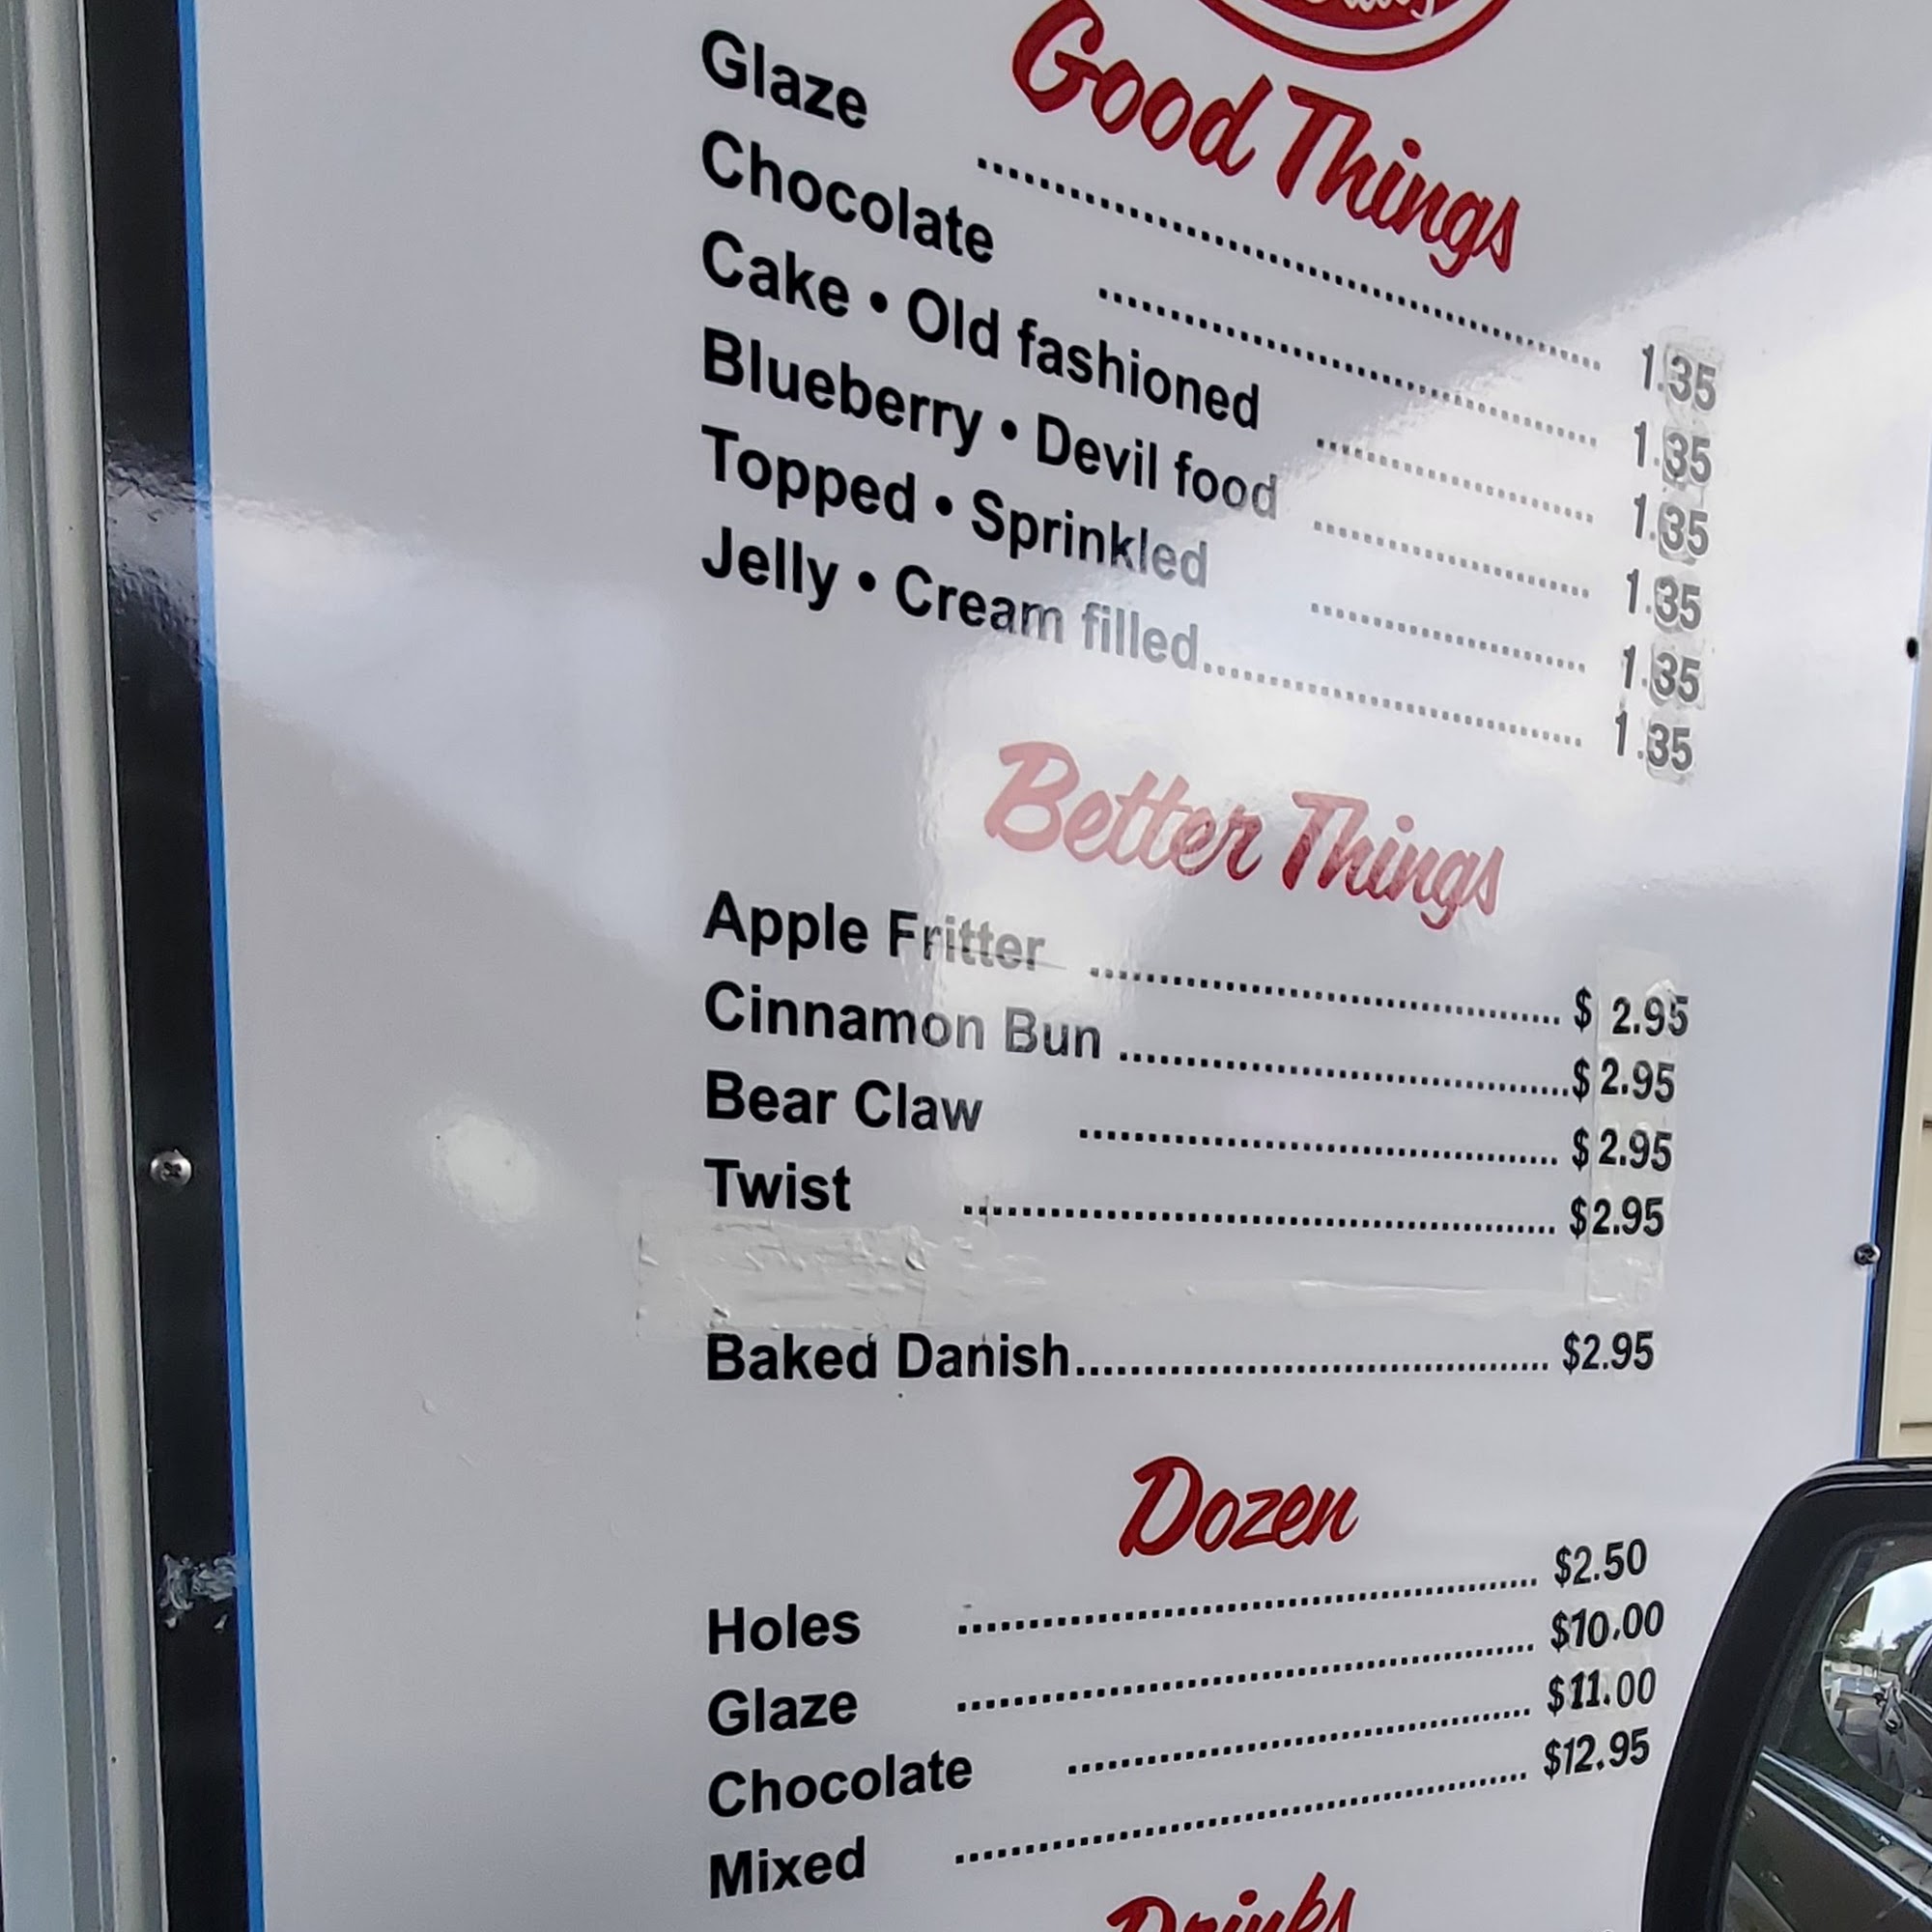 Good Things
Glaze ........ 1.35
Chocolate ........ 1.35
Cake • Old fashioned ........ 1.35
Blueberry • Devil food ........ 1.35
Topped • Sprinkled ........ 1.35
Jelly • Cream filled ........ 1.35
Better Things
Apple Fritter ........ $ 2.95
Cinnamon Bun ........ $ 2.95
Bear Claw ........ $ 2.95
Twist ........ $2.95
Baked Danish ........ $2.95
Dozen
Holes ........ $2.50
Glaze ........ $10.00
Chocolate ........ $11.00
Mixed ........ $12.95
Drinks